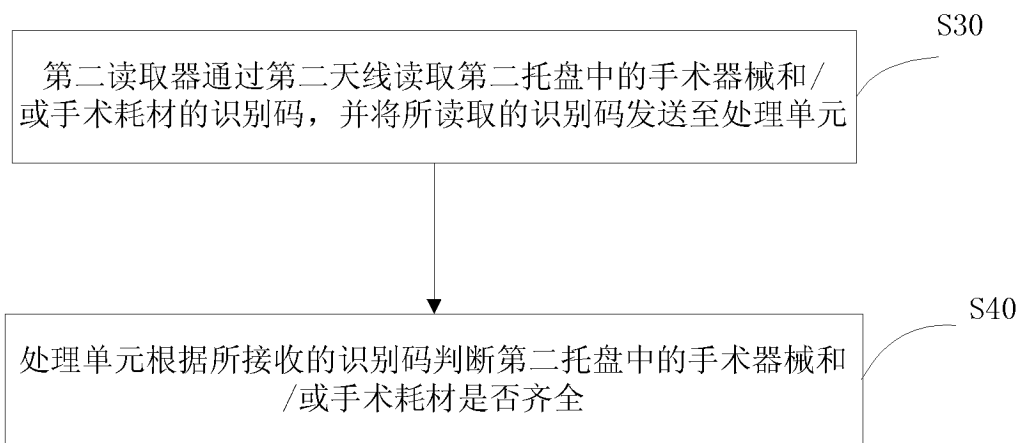 S30
第二读取器通过第二天线读取第二托盘中的手术器械和/
或手术耗材的识别码，并将所读取的识别码发送至处理单元
S40
处理单元根据所接收的识别码判断第二托盘中的手术器械和
/或手术耗材是否齐全